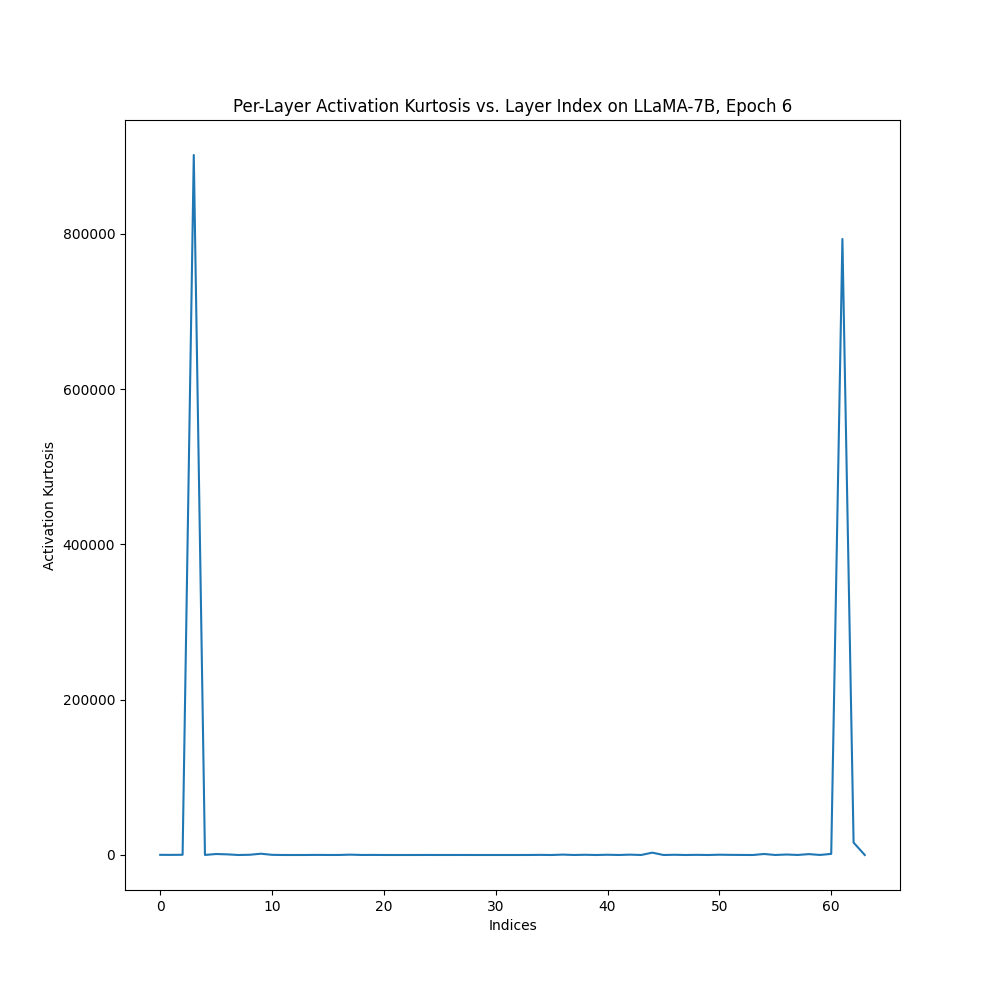 Per-Layer Activation Kurtosis vs. Layer Index on LLaMA-7B, Epoch 6
Activation Kurtosis
800000
600000
400000
200000
0
0 10 20 30 40 50 60
Indices